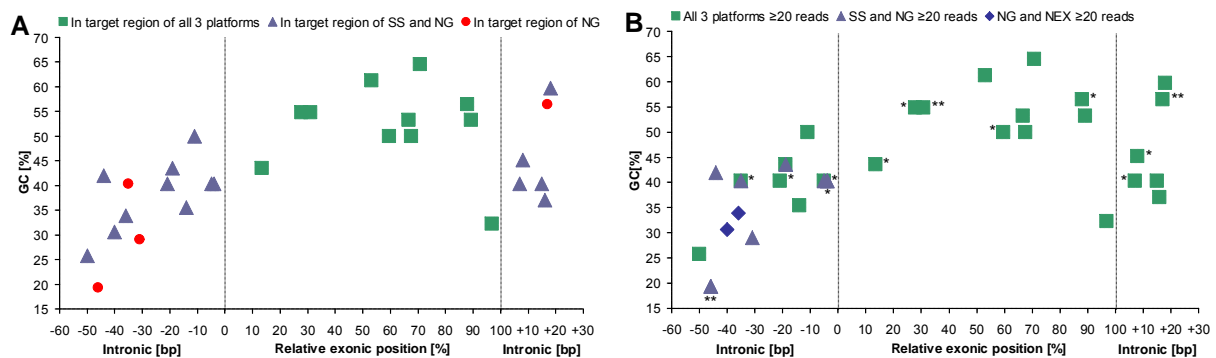 A
In target region of all 3 platforms In target region of SS and NG In target region of NG
70
65
60
55
50
45
40
35
30
25
20
15
GC [%]
-60 -50 -40 -30 -20 -10 0 10 20 30 40 50 60 70 80 90 100 +10 +20 +30
Intronic [bp] Relative exonic position [%] Intronic [bp]
B
All 3 platforms ≥20 reads SS and NG ≥20 reads NG and NEX ≥20 reads
70
65
60
55
50
45
40
35
30
25
20
15
GC[%]
* ** * ** * * * * * * * * * **
-60 -50 -40 -30 -20 -10 0 10 20 30 40 50 60 70 80 90 100 +10 +20 +30
Intronic [bp] Relative exonic position [%] Intronic [bp]